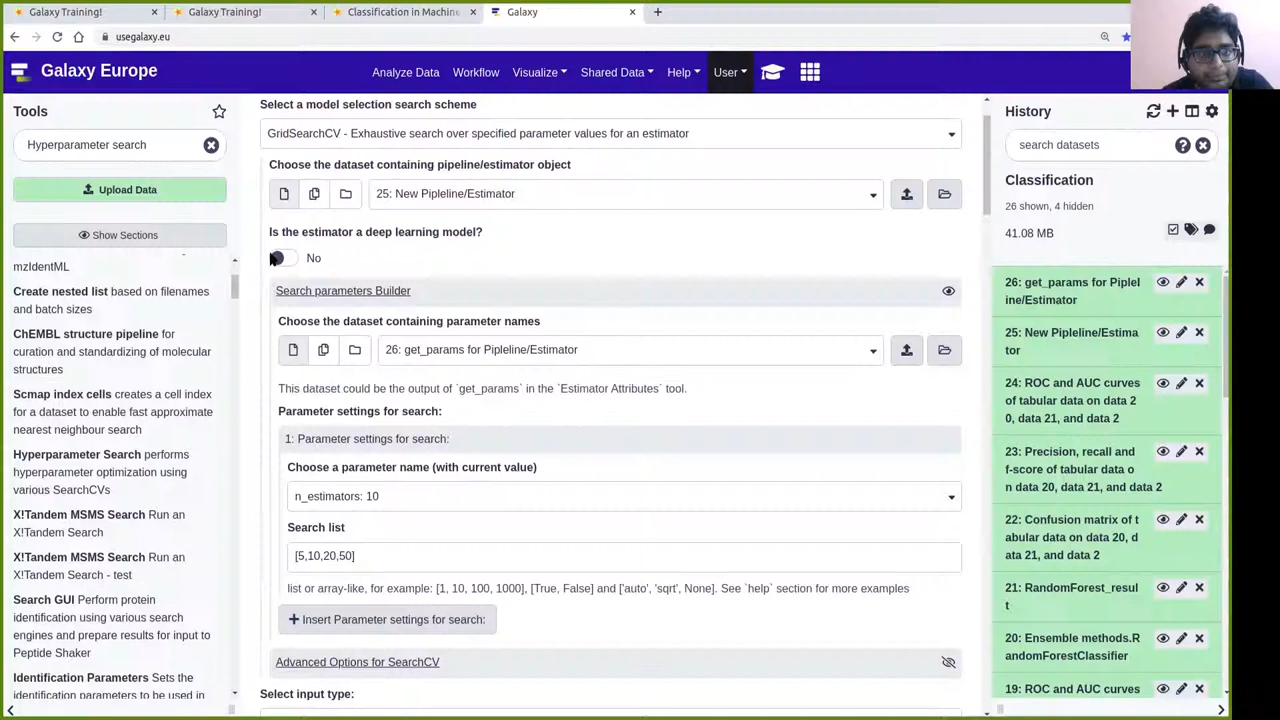 Galaxy Training!
Galaxy Training!
Classification in Machine
Galaxy
usegalaxy.eu
Galaxy Europe
Analyze Data
Workflow
Visualize
Shared Data
Help
User
Tools
Hyperparameter search
Upload Data
Show Sections
mzIdentML
Create nested list based on filenames
and batch sizes
ChEMBL structure pipeline for
curation and standardizing of molecular
structures
Scmap index cells creates a cell index
for a dataset to enable fast approximate
nearest neighbour search
Hyperparameter Search performs
hyperparameter optimization using
various SearchCVs
X!Tandem MSMS Search Run an
X!Tandem Search
X!Tandem MSMS Search Run an
X!Tandem Search - test
Search GUI Perform protein
identification using various search
engines and prepare results for input to
Peptide Shaker
Identification Parameters Sets the
identification parameters to be used in
Select a model selection search scheme
GridSearchCV - Exhaustive search over specified parameter values for an estimator
Choose the dataset containing pipeline/estimator object
25: New Pipleline/Estimator
Is the estimator a deep learning model?
No
Search parameters Builder
Choose the dataset containing parameter names
26: get_params for Pipleline/Estimator
This dataset could be the output of `get_params` in the `Estimator Attributes` tool.
Parameter settings for search:
1: Parameter settings for search:
Choose a parameter name (with current value)
n_estimators: 10
Search list
[5,10,20,50]
list or array-like, for example: [1, 10, 100, 1000], [True, False] and ['auto', 'sqrt', None]. See `help` section for more examples
Insert Parameter settings for search:
Advanced Options for SearchCV
Select input type:
History
search datasets
Classification
26 shown, 4 hidden
41.08 MB
26: get_params for Piplel
ine/Estimator
25: New Pipleline/Estima
tor
24: ROC and AUC curves
of tabular data on data 2
0, data 21, and data 2
23: Precision, recall and
f-score of tabular data o
n data 20, data 21, and data 2
22: Confusion matrix of t
abular data on data 20, d
ata 21, and data 2
21: RandomForest_resul
t
20: Ensemble methods.R
andomForestClassifier
19: ROC and AUC curves